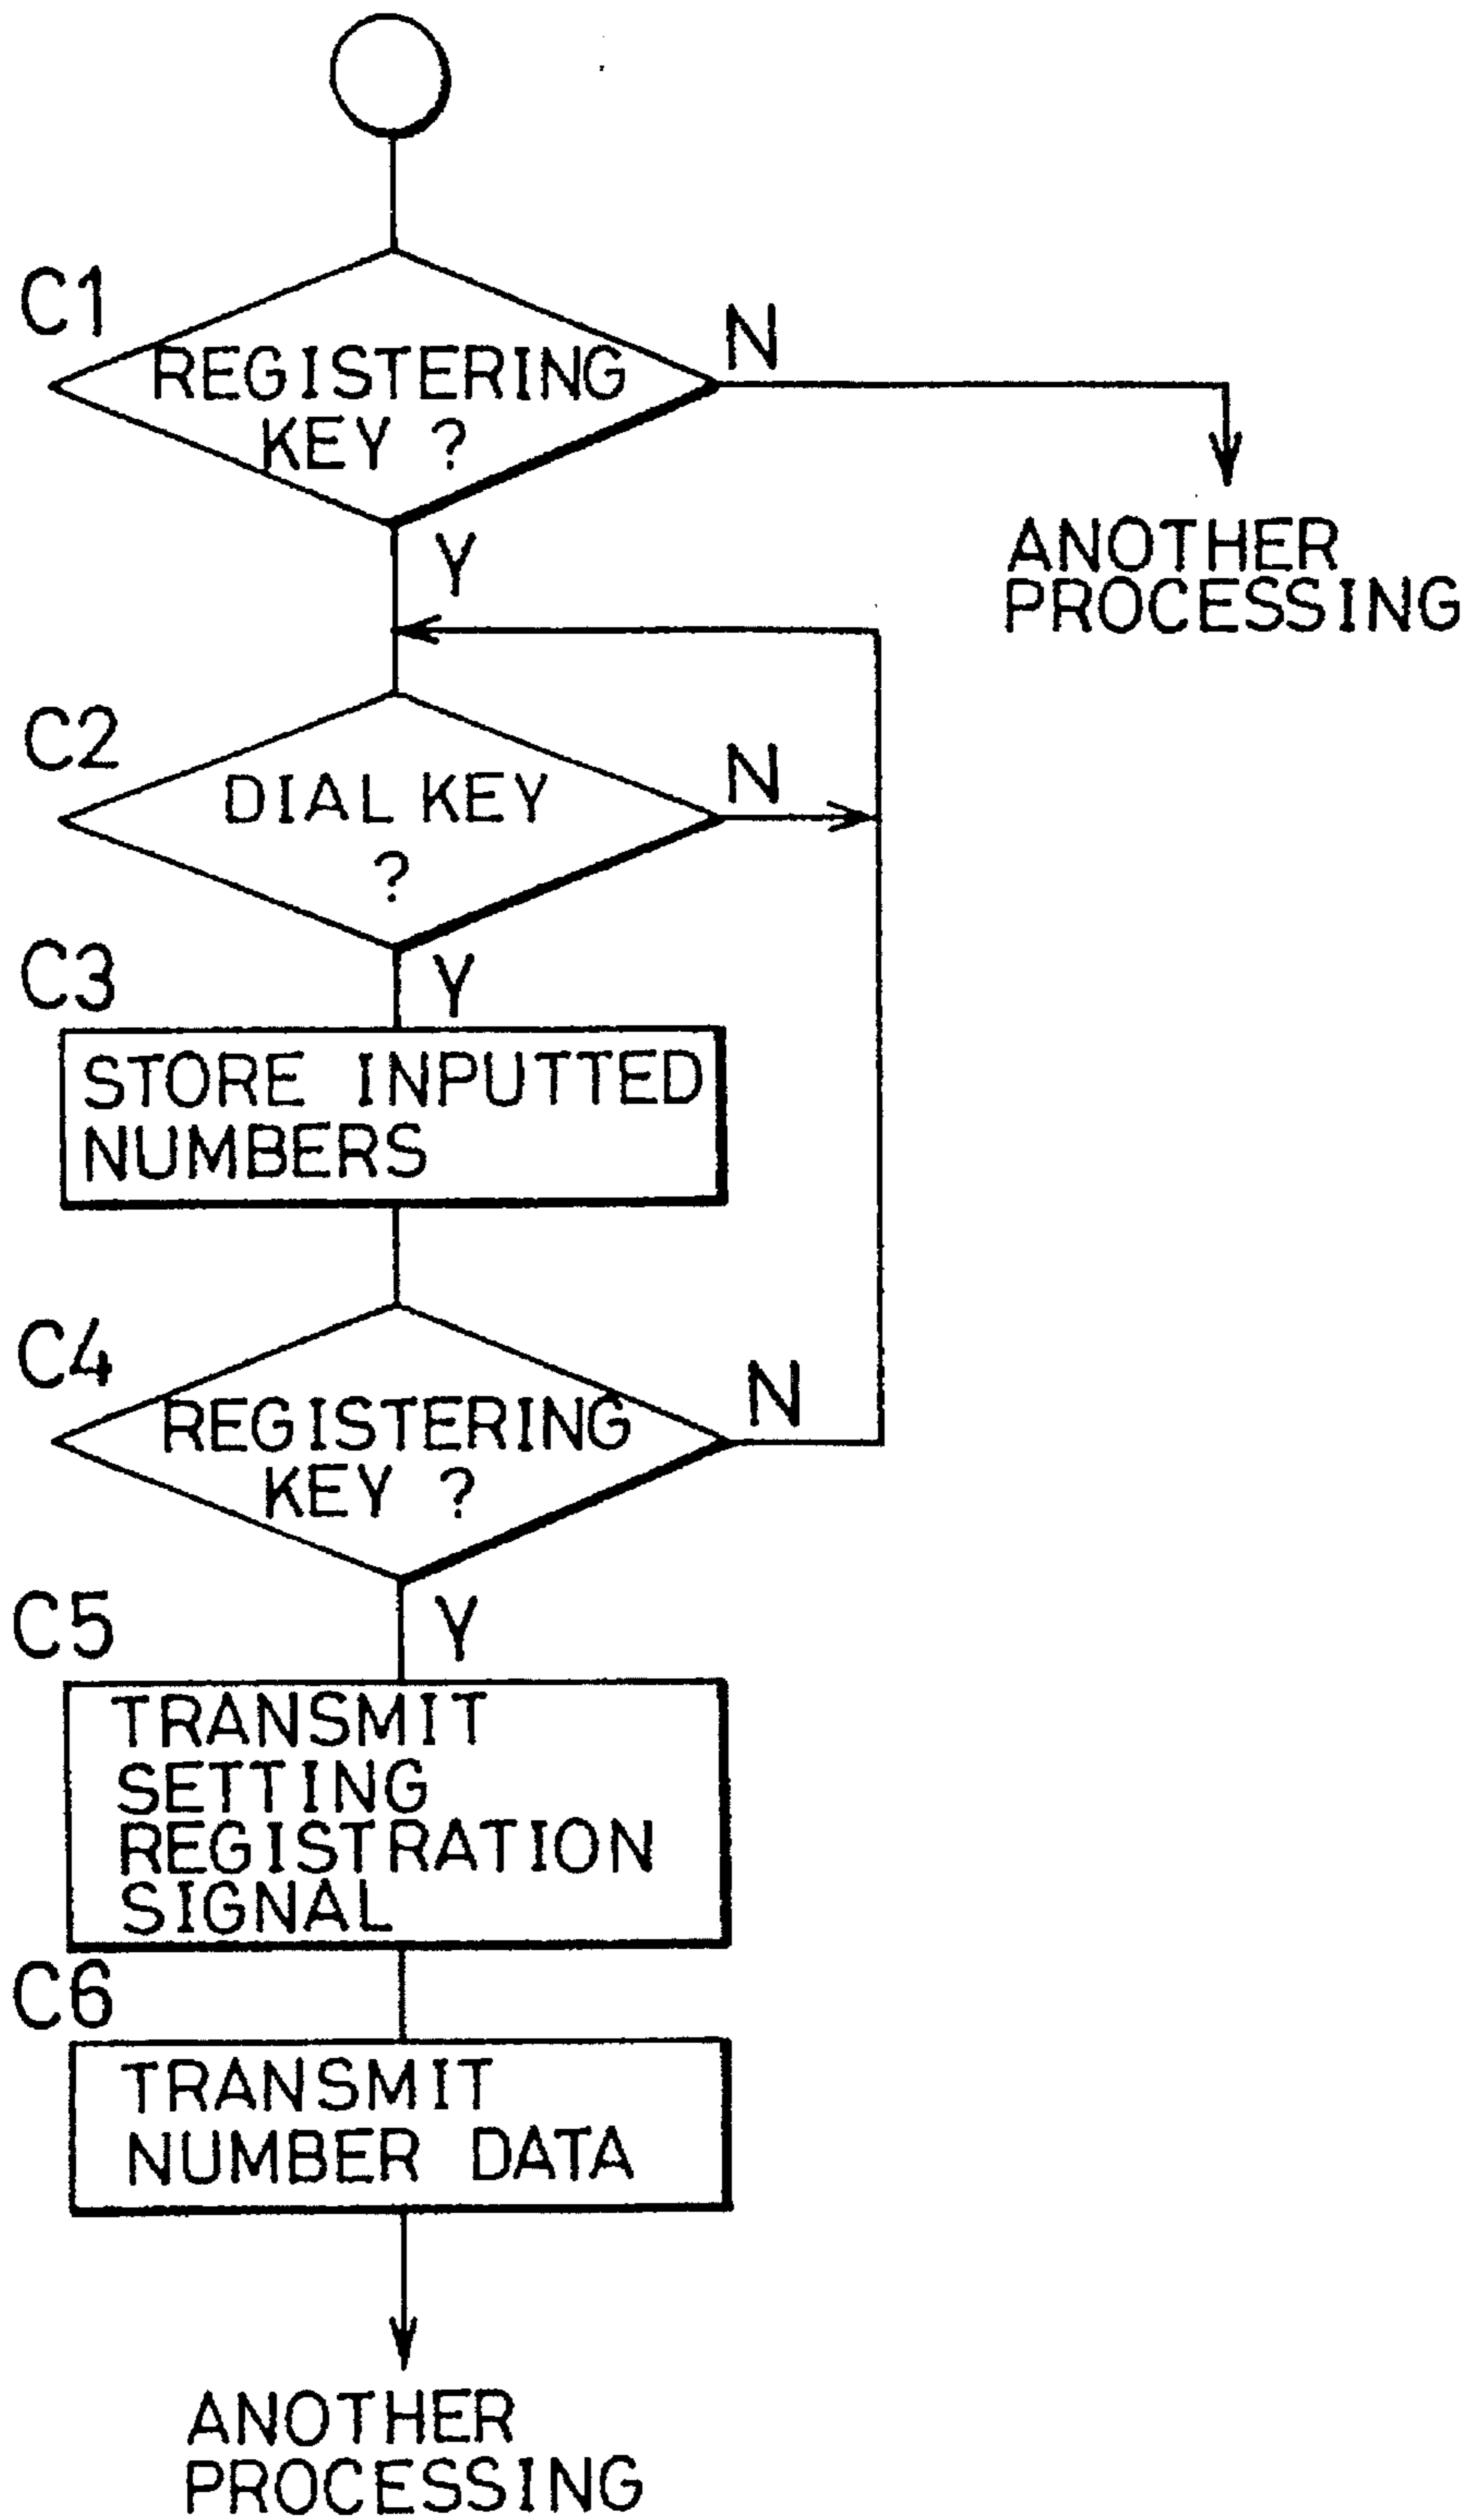 C1
REGISTERING
KEY ?
N
Y
ANOTHER
PROCESSING
C2
DIAL KEY
?
N
Y
C3
STORE INPUTTED
NUMBERS
C4
REGISTERING
KEY ?
N
Y
C5
TRANSMIT
SETTING
REGISTRATION
SIGNAL
C6
TRANSMIT
NUMBER DATA
ANOTHER
PROCESSING